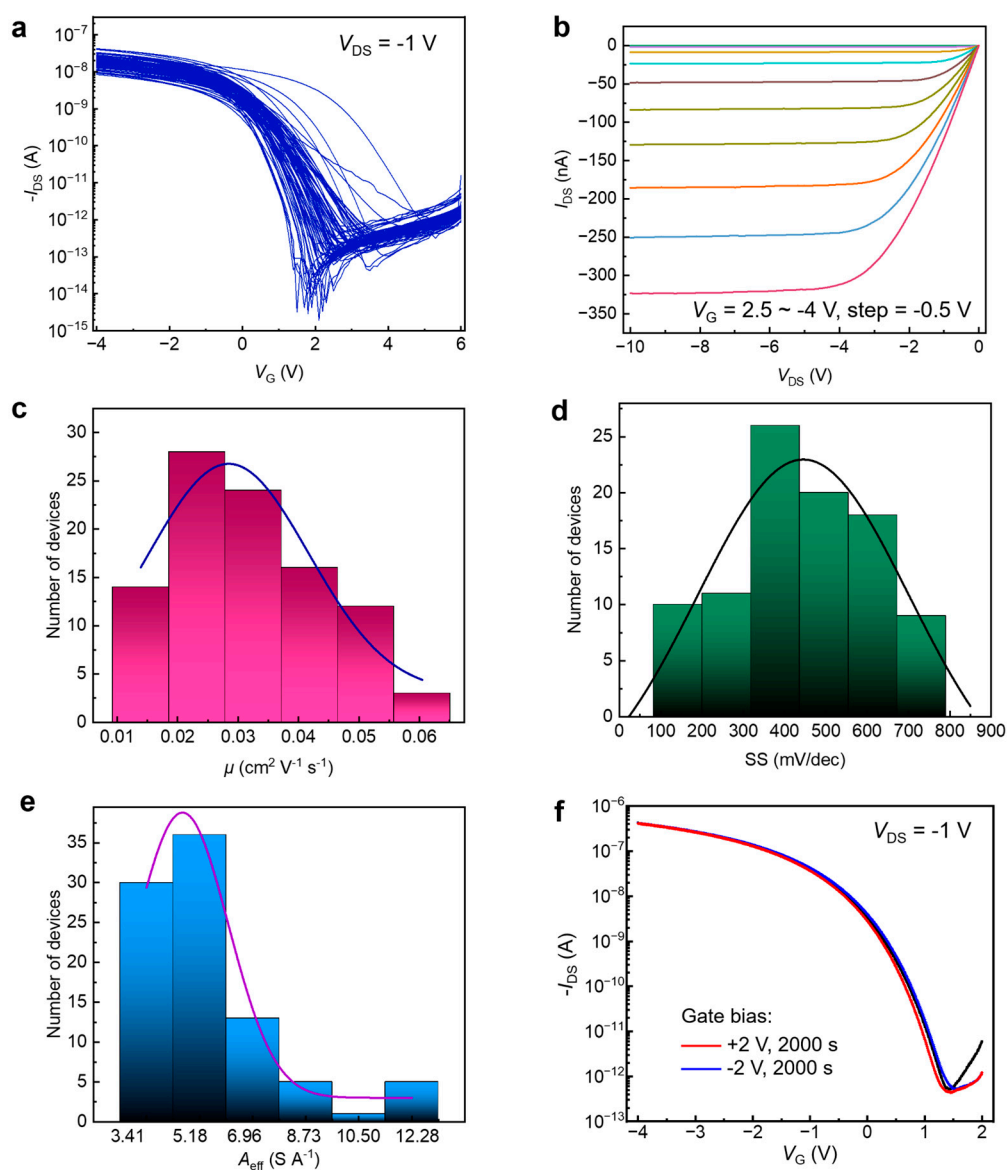 a
V_DS = -1 V
10⁻⁷
10⁻⁸
10⁻⁹
10⁻¹⁰
10⁻¹¹
10⁻¹²
10⁻¹³
10⁻¹⁴
10⁻¹⁵
-I_DS (A)
−4 −2 0 2 4 6
V_G (V)
b
0
−50
−100
−150
−200
−250
−300
−350
I_DS (nA)
V_G = 2.5 ~ -4 V, step = -0.5 V
−10 −8 −6 −4 −2 0
V_DS (V)
c
30
25
20
15
10
5
0
Number of devices
0.01 0.02 0.03 0.04 0.05 0.06
μ (cm² V⁻¹ s⁻¹)
d
25
20
15
10
5
0
Number of devices
0 100 200 300 400 500 600 700 800 900
SS (mV/dec)
e
35
30
25
20
15
10
5
0
Number of devices
3.41 5.18 6.96 8.73 10.50 12.28
A_eff (S A⁻¹)
f
V_DS = -1 V
10⁻⁶
10⁻⁷
10⁻⁸
10⁻⁹
10⁻¹⁰
10⁻¹¹
10⁻¹²
10⁻¹³
-I_DS (A)
Gate bias:
+2 V, 2000 s
-2 V, 2000 s
−4 −3 −2 −1 0 1 2
V_G (V)